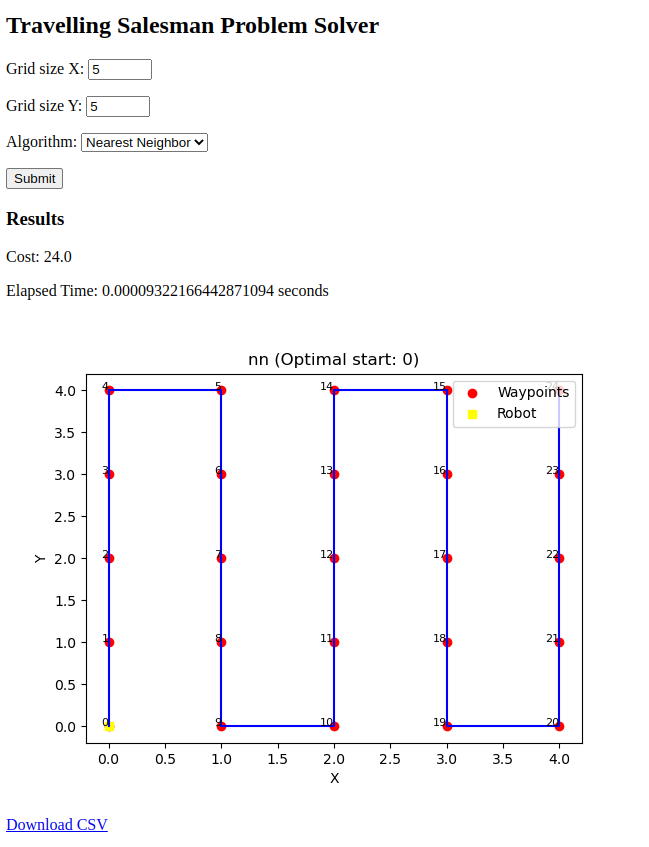 Travelling Salesman Problem Solver
Grid size X: 5
Grid size Y: 5
Algorithm: Nearest Neighbor
Submit
Results
Cost: 24.0
Elapsed Time: 0.00009322166442871094 seconds
nn (Optimal start: 0)
4.0
3.5
3.0
2.5
2.0
1.5
1.0
0.5
0.0
Y
4 5 14 15 24
3 6 13 16 23
2 7 12 17 22
1 8 11 18 21
0 9 10 19 20
Waypoints
Robot
0.0 0.5 1.0 1.5 2.0 2.5 3.0 3.5 4.0
X
Download CSV